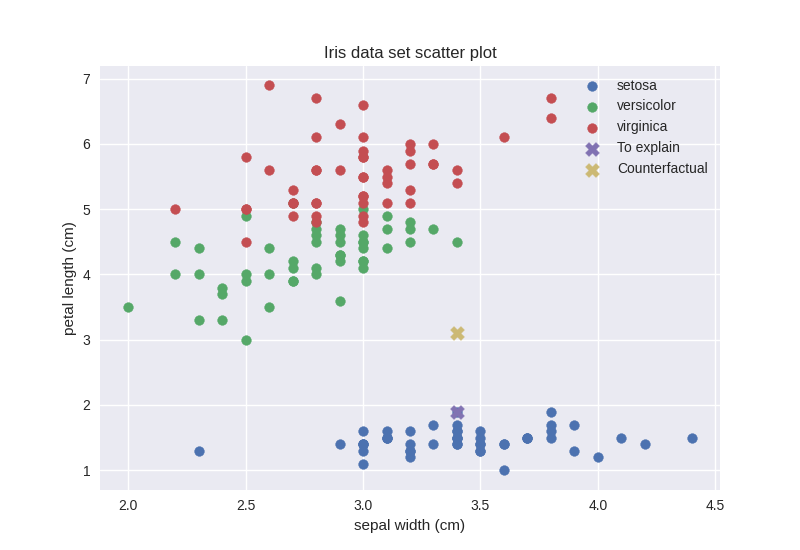 Iris data set scatter plot
7
6
5
4
3
2
1
petal length (cm)
setosa
versicolor
virginica
To explain
Counterfactual
2.0 2.5 3.0 3.5 4.0 4.5
sepal width (cm)